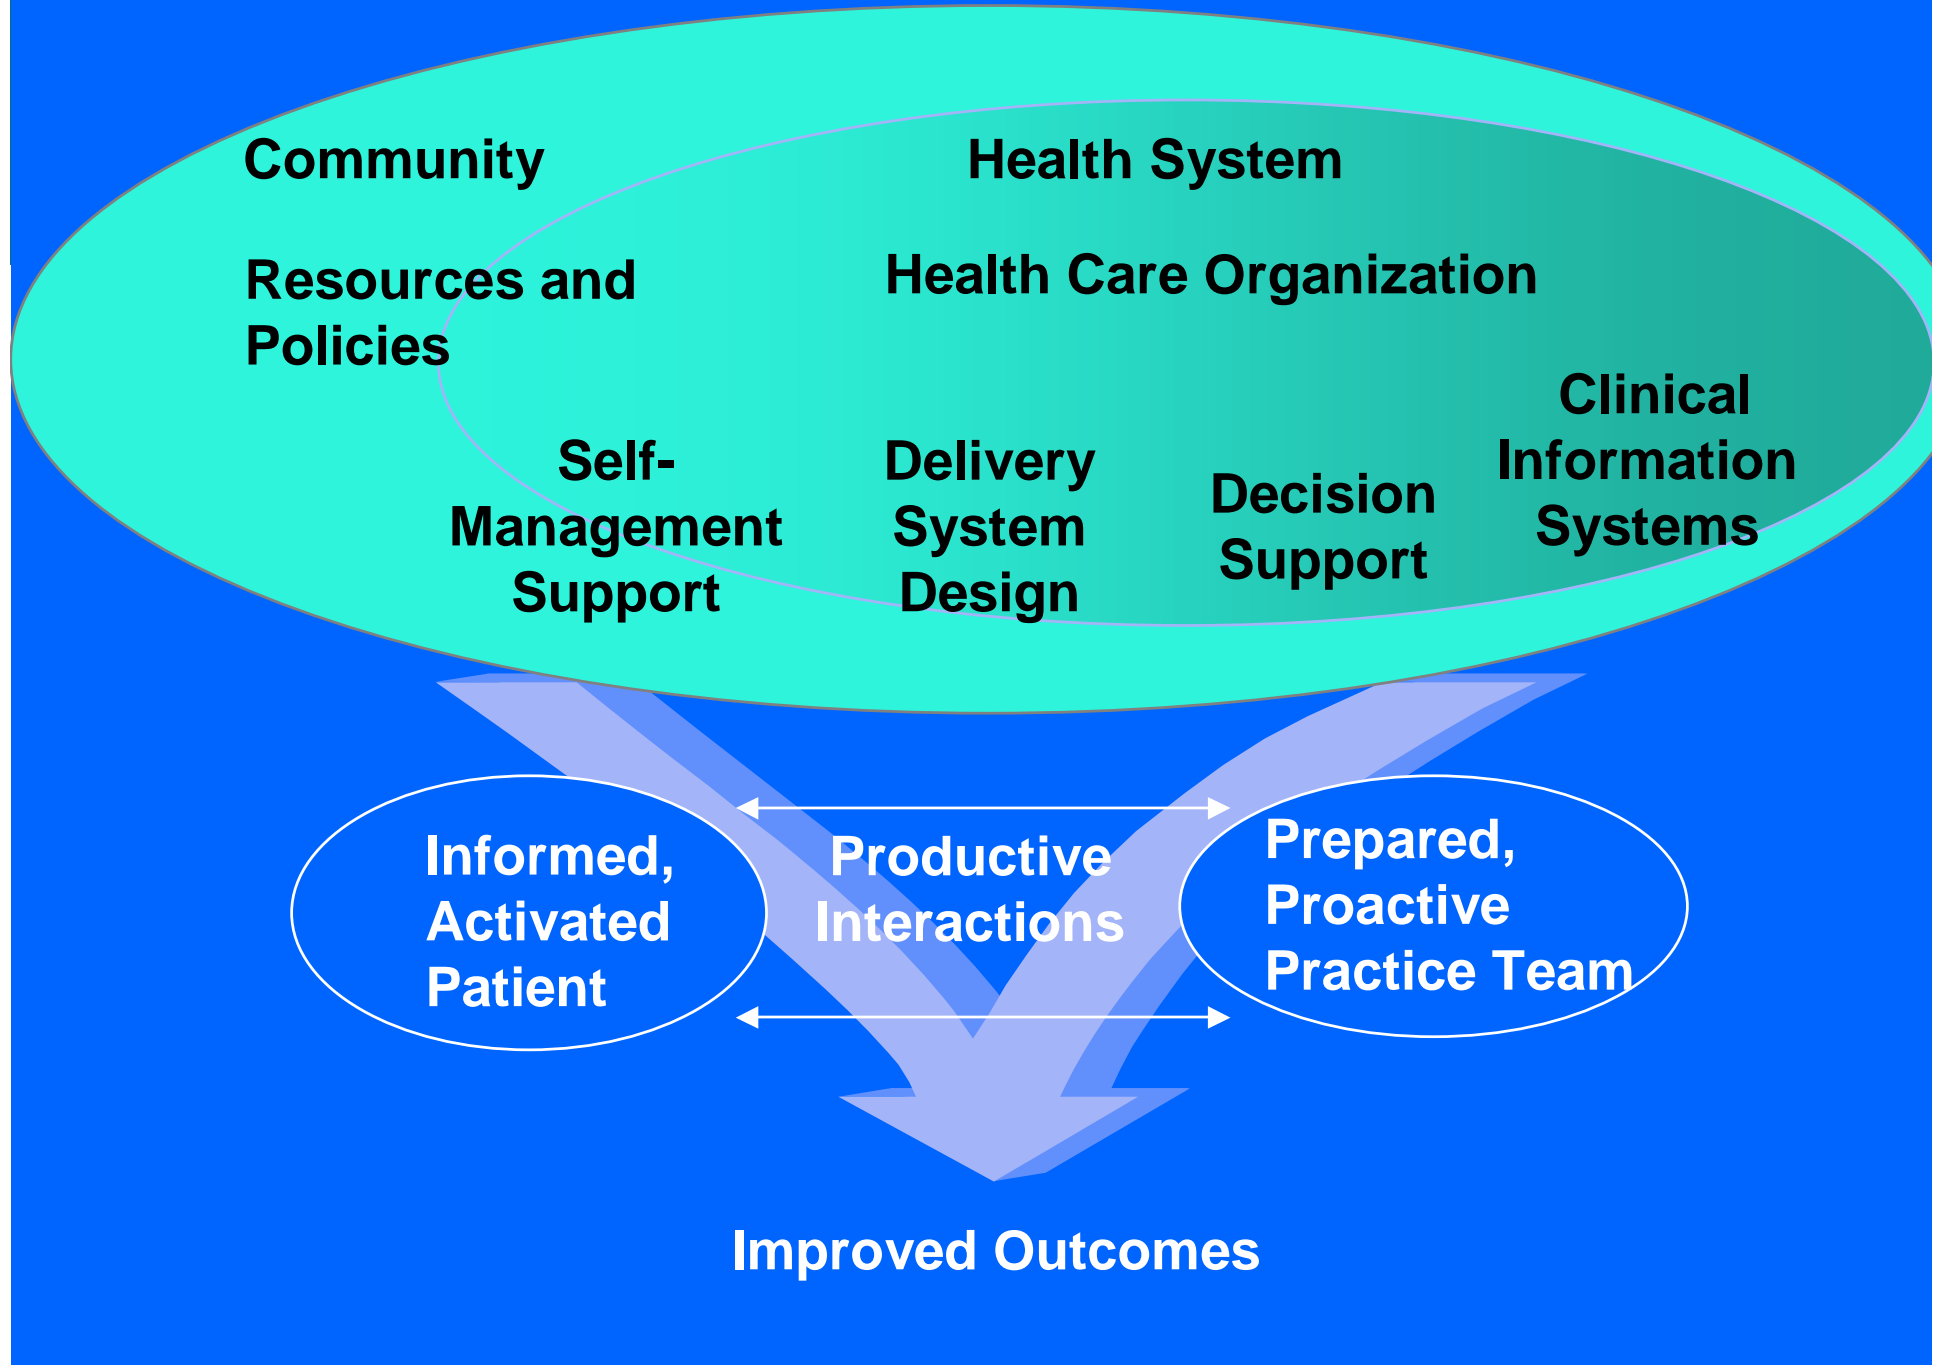 Community
Health System
Resources and
Policies
Health Care Organization
Self-
Management
Support
Delivery
System
Design
Decision
Support
Clinical
Information
Systems
Informed,
Activated
Patient
Productive
Interactions
Prepared,
Proactive
Practice Team
Improved Outcomes